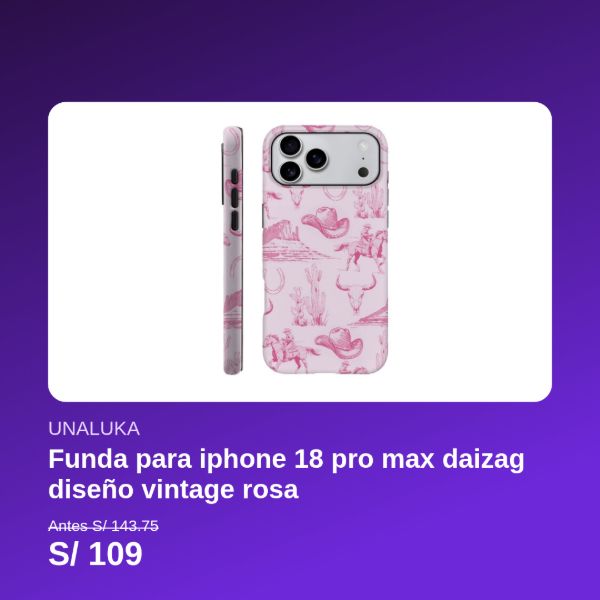 UNALUKA
Funda para iphone 18 pro max daizag
diseño vintage rosa
Antes S/ 143.75
S/ 109